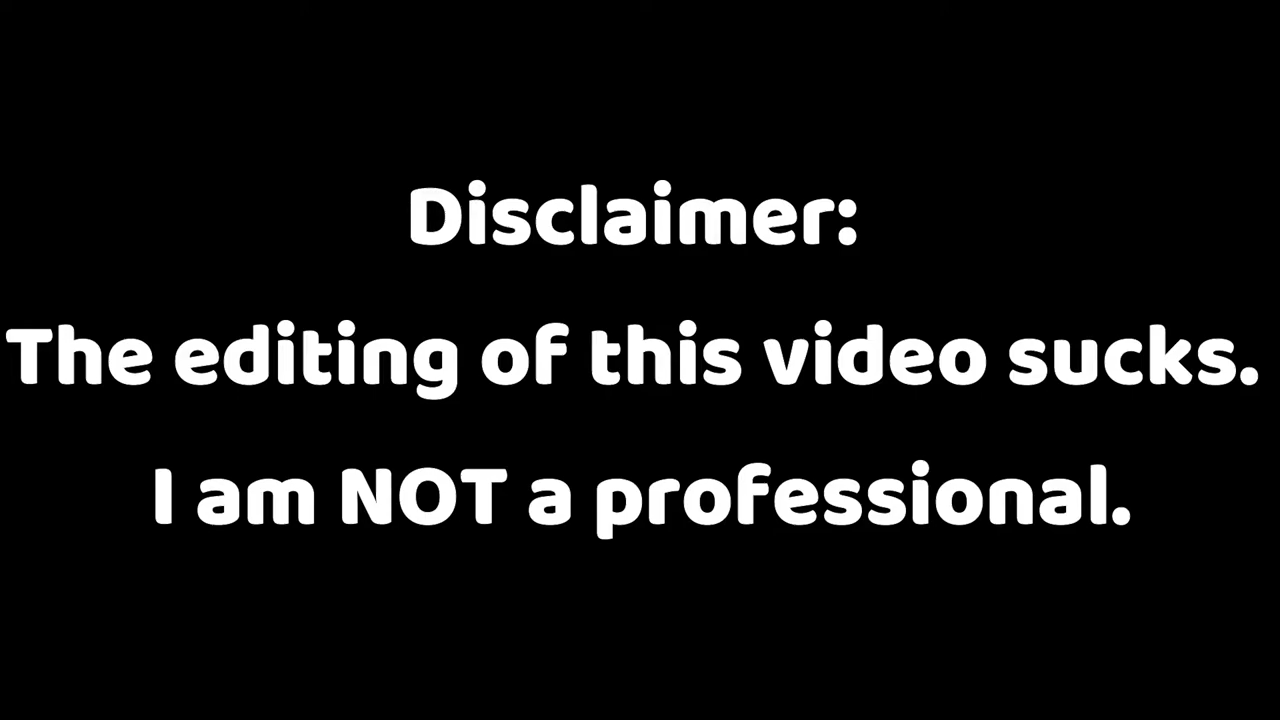 Disclaimer:
The editing of this video sucks.
I am NOT a professional.